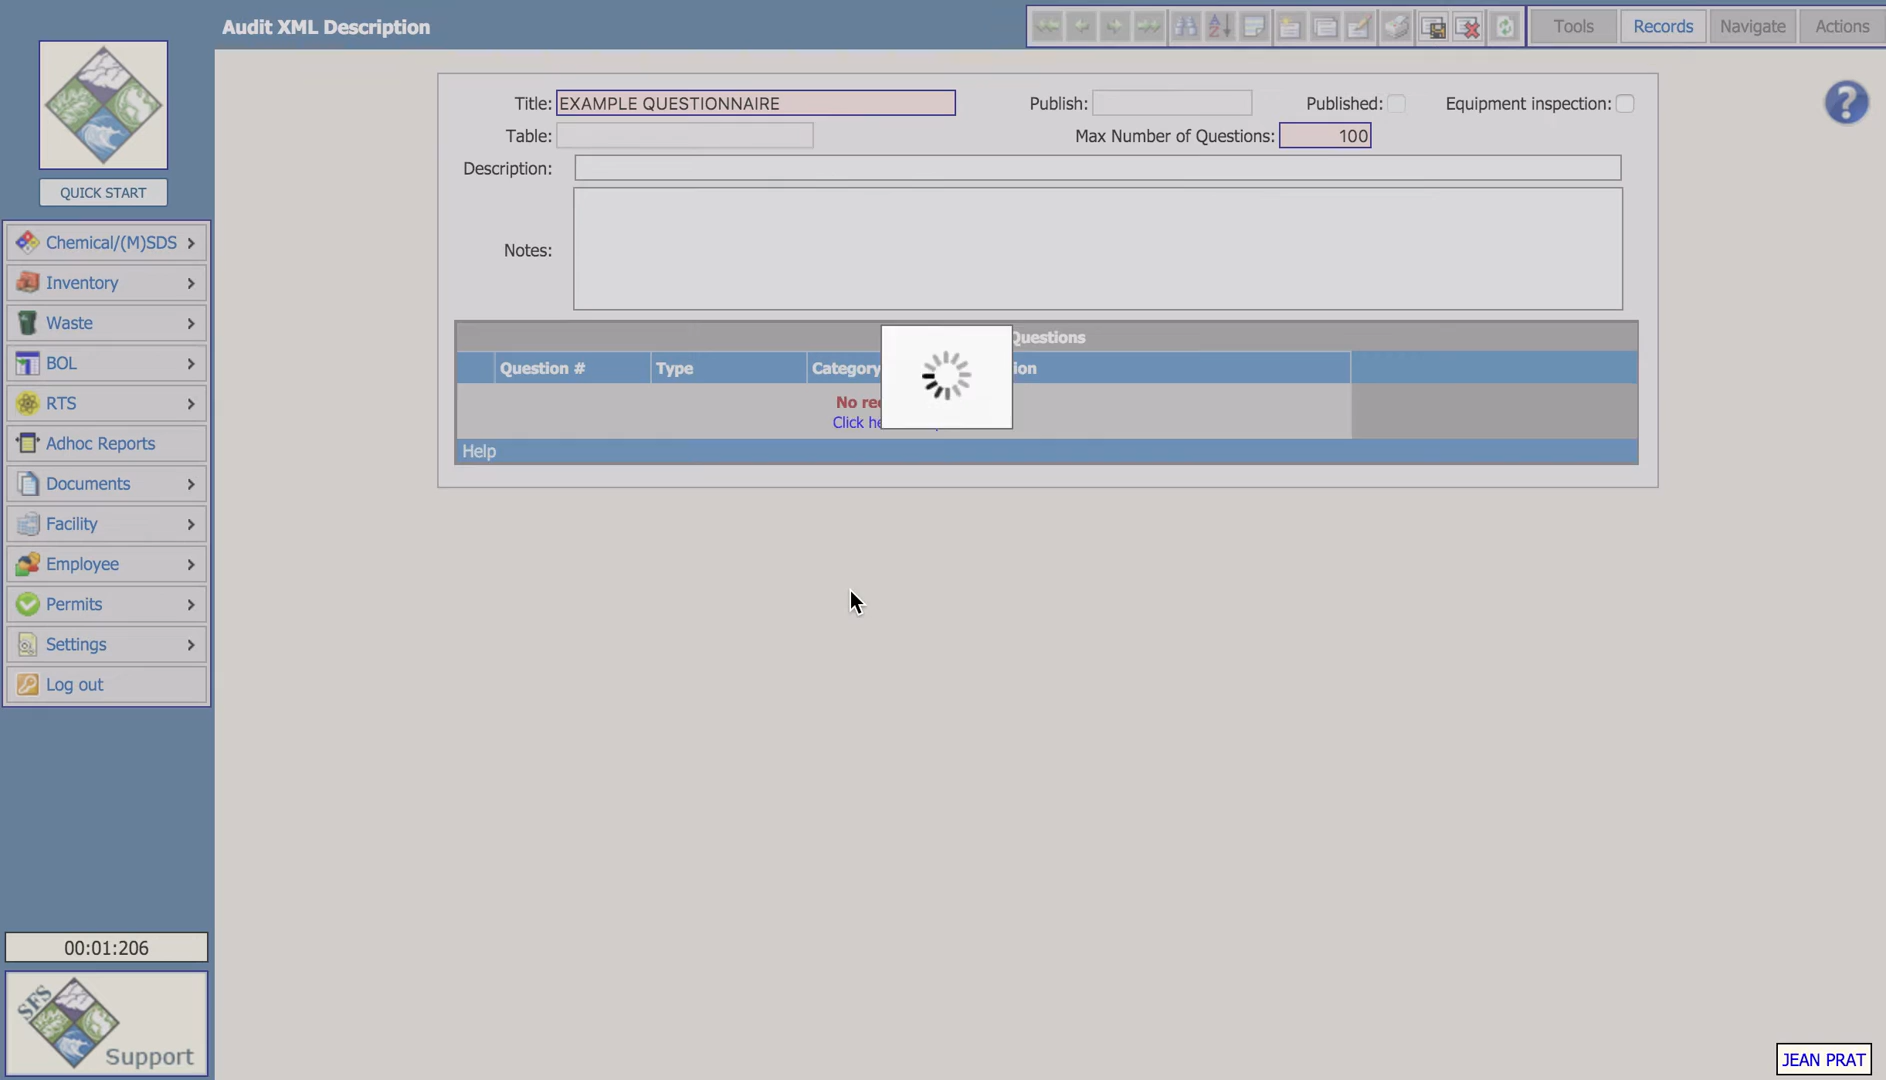 Audit XML Description
Tools
Records
Navigate
Actions
QUICK START
Chemical/(M)SDS
Inventory
Waste
BOL
RTS
Adhoc Reports
Documents
Facility
Employee
Permits
Settings
Log out
00:01:206
SFS
Support
Title: EXAMPLE QUESTIONNAIRE
Publish:
Published:
Equipment inspection:
Table:
Max Number of Questions: 100
Description:
Notes:
Questions
Question #
Type
Category
No
Click
Help
?
JEAN PRAT